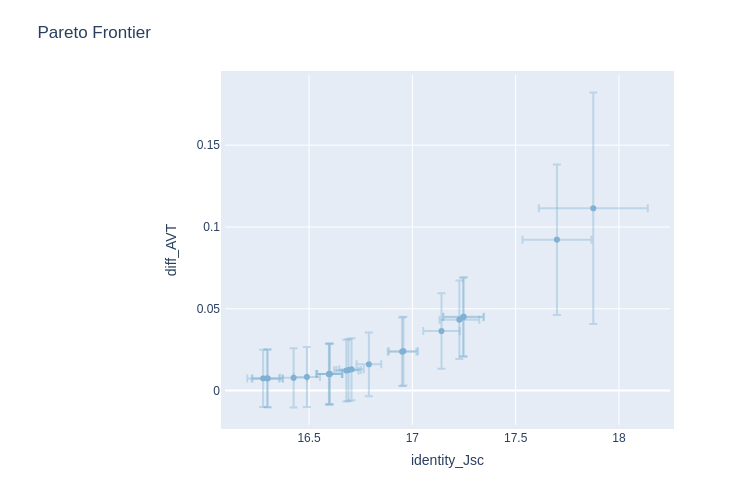 Pareto Frontier
0.15
0.1
0.05
0
diff_AVT
16.5 17 17.5 18
identity_Jsc